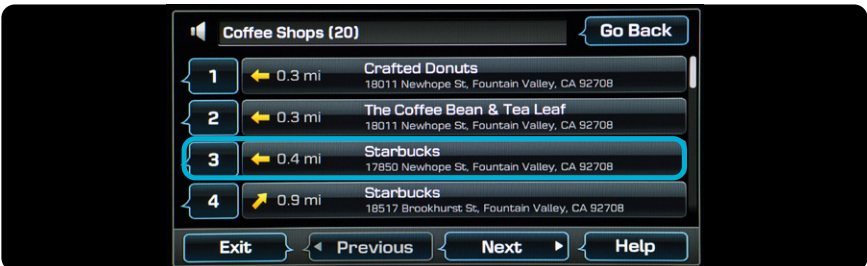 Coffee Shops (20)
Go Back
1
0.3 mi
Crafted Donuts
18011 Newhope St, Fountain Valley, CA 92708
2
0.3 mi
The Coffee Bean & Tea Leaf
18011 Newhope St, Fountain Valley, CA 92708
3
0.4 mi
Starbucks
17850 Newhope St, Fountain Valley, CA 92708
4
0.9 mi
Starbucks
18517 Brookhurst St, Fountain Valley, CA 92708
Exit
Previous
Next
Help